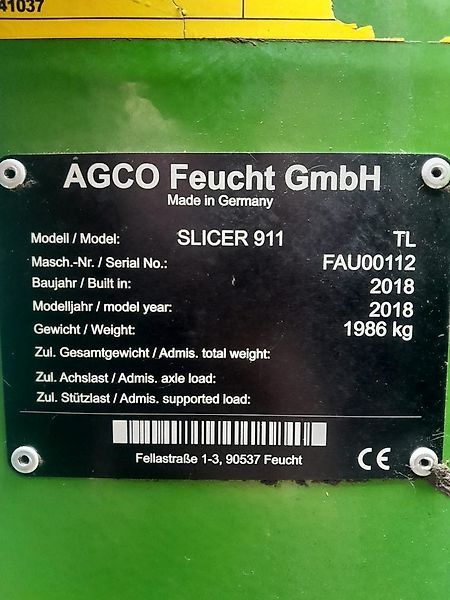 41037
AGCO Feucht GmbH
Made in Germany
Modell / Model: SLICER 911 TL
Masch.-Nr. / Serial No.: FAU00112
Baujahr / Built in: 2018
Modelljahr / model year: 2018
Gewicht / Weight: 1986 kg
Zul. Gesamtgewicht / Admis. total weight:
Zul. Achslast / Admis. axle load:
Zul. Stützlast / Admis. supported load:
Fellastraße 1-3, 90537 Feucht CE